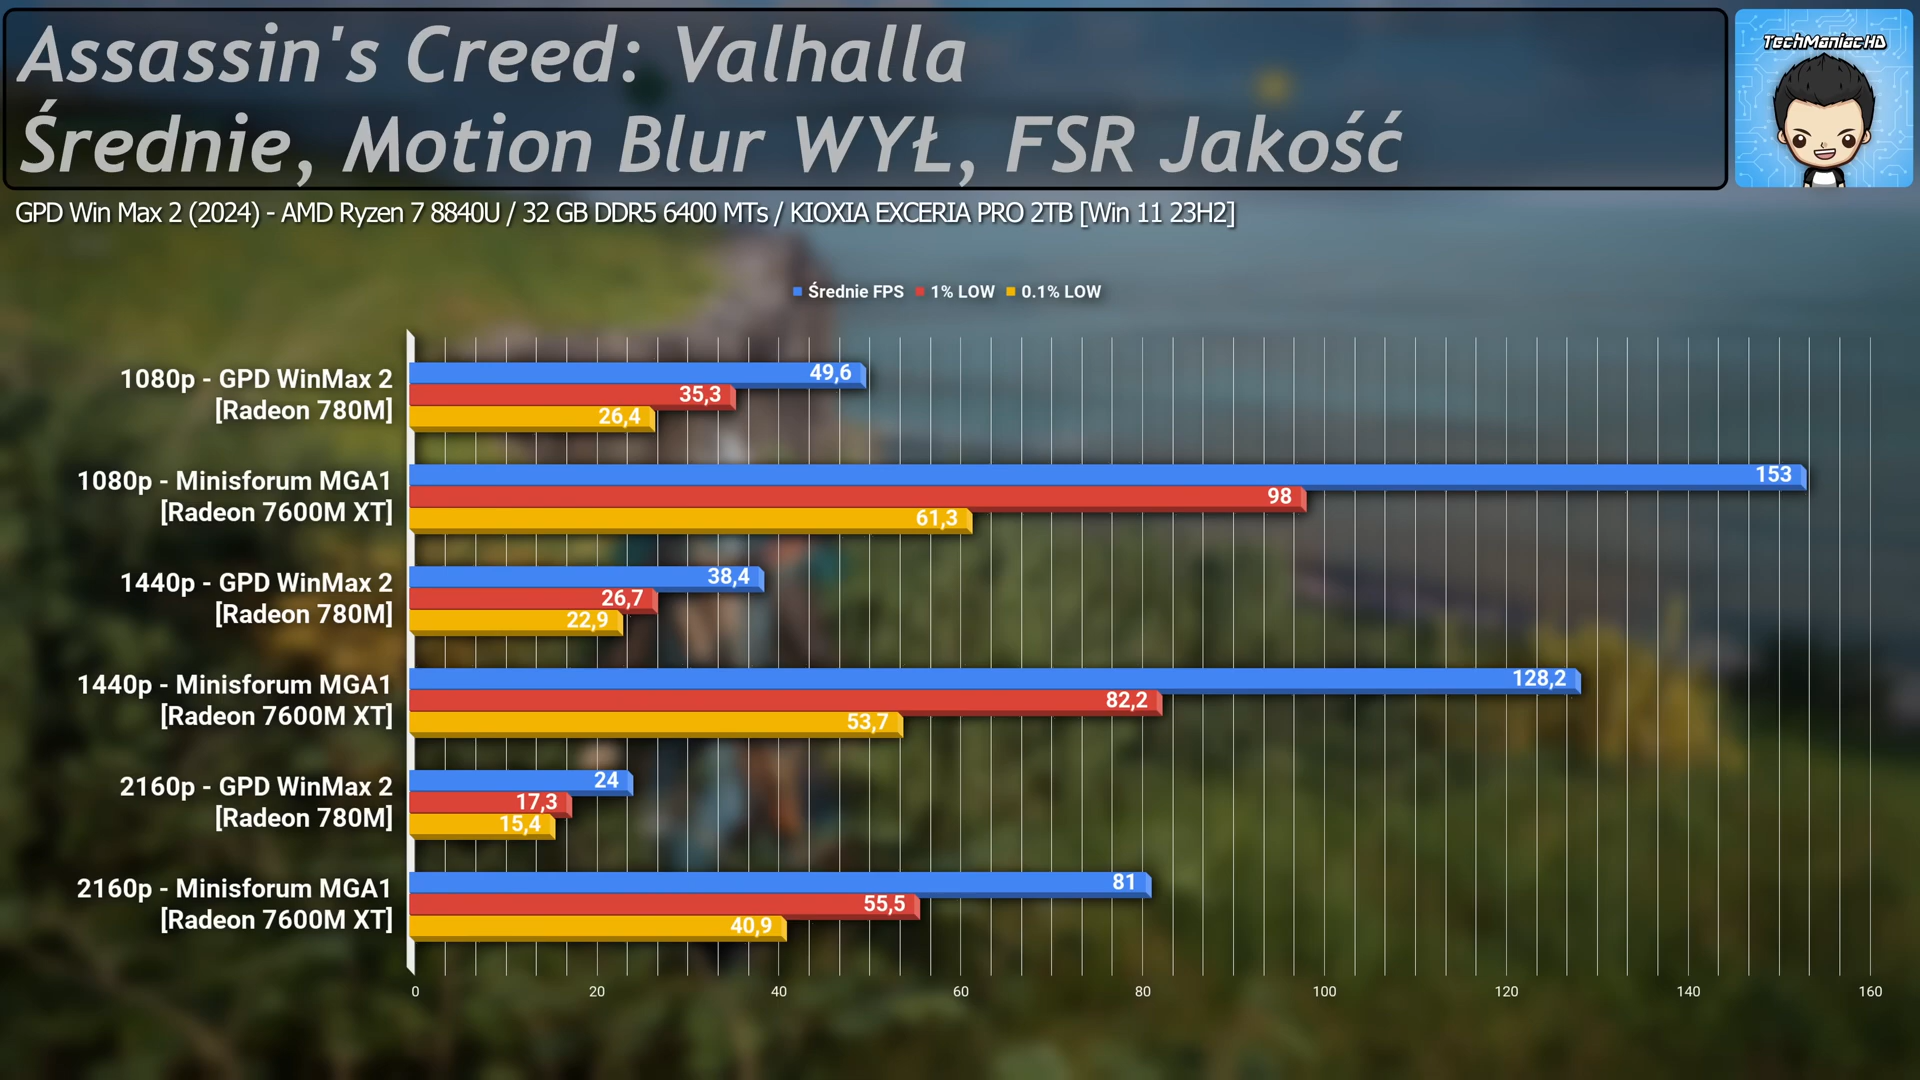 Assassin's Creed: Valhalla
Średnie, Motion Blur WYŁ, FSR Jakość
TechManiacHD
GPD Win Max 2 (2024) - AMD Ryzen 7 8840U / 32 GB DDR5 6400 MTs / KIOXIA EXCERIA PRO 2TB [Win 11 23H2]
Średnie FPS 1% LOW 0.1% LOW
1080p - GPD WinMax 2
[Radeon 780M]
49,6
35,3
26,4
1080p - Minisforum MGA1
[Radeon 7600M XT]
153
98
61,3
1440p - GPD WinMax 2
[Radeon 780M]
38,4
26,7
22,9
1440p - Minisforum MGA1
[Radeon 7600M XT]
128,2
82,2
53,7
2160p - GPD WinMax 2
[Radeon 780M]
24
17,3
15,4
2160p - Minisforum MGA1
[Radeon 7600M XT]
81
55,5
40,9
0 20 40 60 80 100 120 140 160